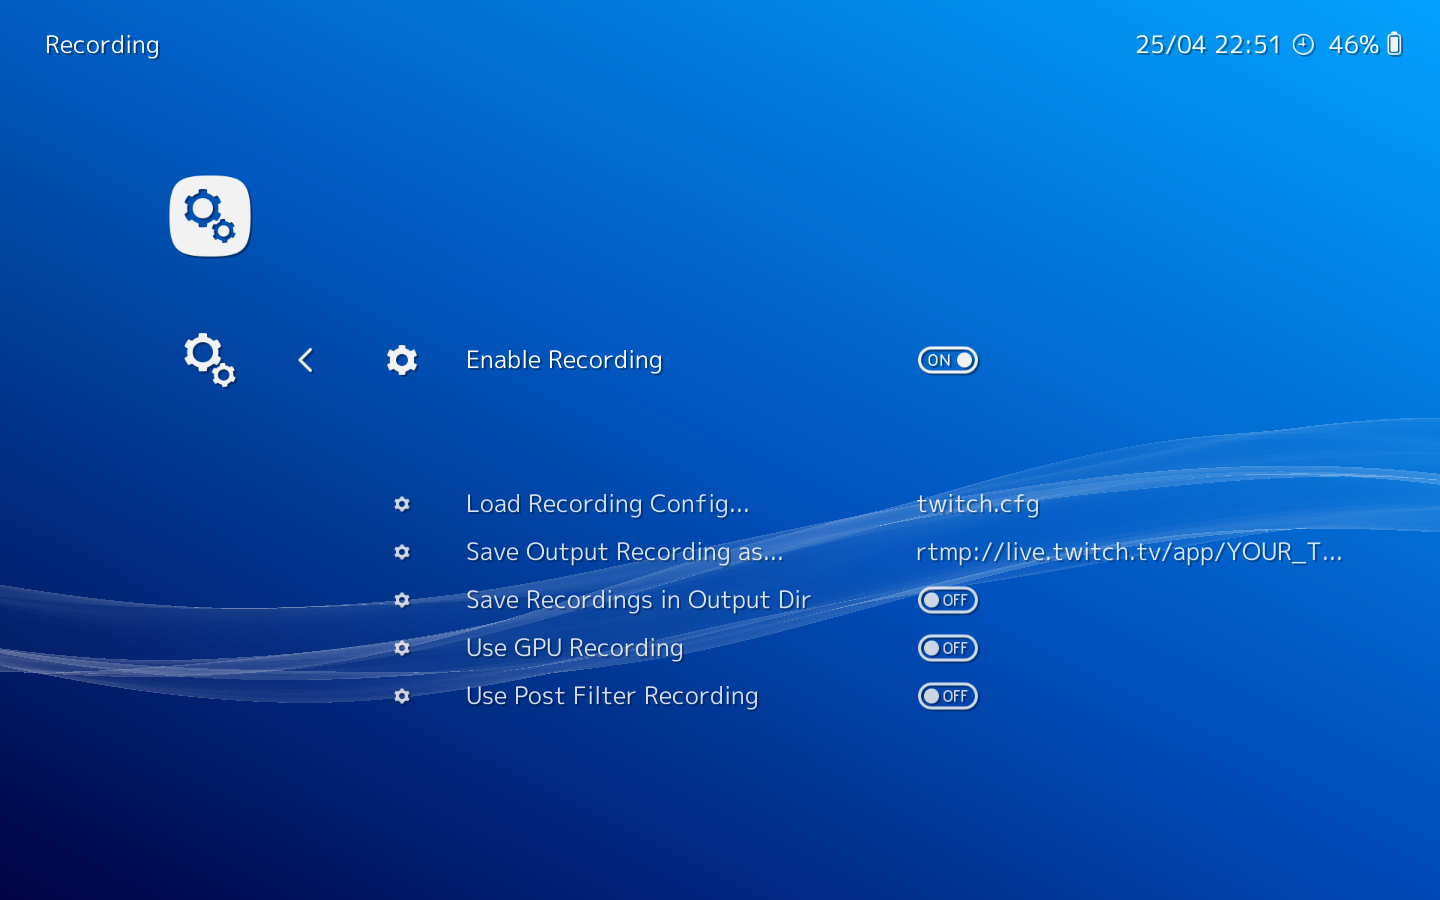 Recording
25/04 22:51 46%
Enable Recording ON
Load Recording Config... twitch.cfg
Save Output Recording as... rtmp://live.twitch.tv/app/YOUR_T...
Save Recordings in Output Dir OFF
Use GPU Recording OFF
Use Post Filter Recording OFF